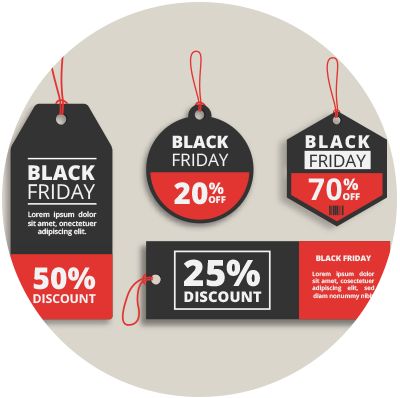 BLACK
FRIDAY
Lorem ipsum dolor
sit amet, onectetuer
adipiscing elit.
50%
DISCOUNT
BLACK
FRIDAY
20%
OFF
BLACK
FRIDAY
70%
OFF
25%
DISCOUNT
BLACK FRIDAY
Lorem ipsum dolor
sit amet, cosectetuer
adipiscing elit, sed
diam nonummy nibh